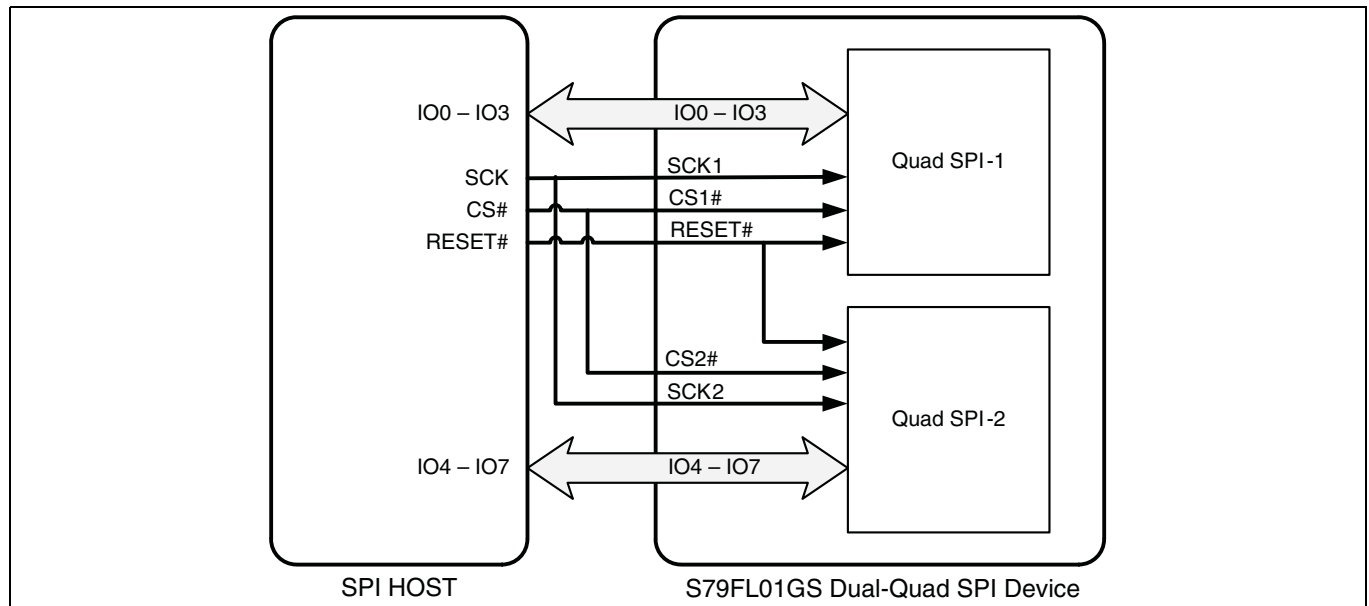 IO0 – IO3
IO0 – IO3
Quad SPI-1
SCK
SCK1
CS#
CS1#
RESET#
RESET#
CS2#
SCK2
Quad SPI-2
IO4 – IO7
IO4 – IO7
SPI HOST
S79FL01GS Dual-Quad SPI Device